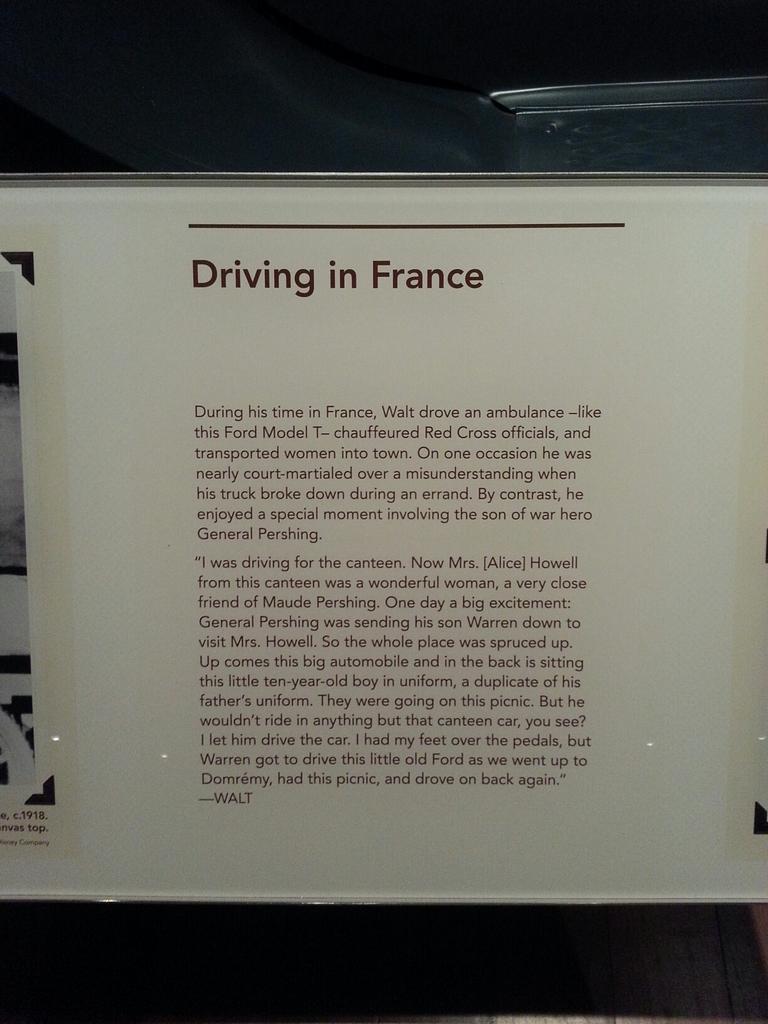 Driving in France
During his time in France, Walt drove an ambulance –like
this Ford Model T– chauffeured Red Cross officials, and
transported women into town. On one occasion he was
nearly court-martialed over a misunderstanding when
his truck broke down during an errand. By contrast, he
enjoyed a special moment involving the son of war hero
General Pershing.
“I was driving for the canteen. Now Mrs. [Alice] Howell
from this canteen was a wonderful woman, a very close
friend of Maude Pershing. One day a big excitement:
General Pershing was sending his son Warren down to
visit Mrs. Howell. So the whole place was spruced up.
Up comes this big automobile and in the back is sitting
this little ten-year-old boy in uniform, a duplicate of his
father’s uniform. They were going on this picnic. But he
wouldn’t ride in anything but that canteen car, you see?
I let him drive the car. I had my feet over the pedals, but
Warren got to drive this little old Ford as we went up to
Domrémy, had this picnic, and drove on back again.”
—WALT
e, c.1918.
nvas top.
Company